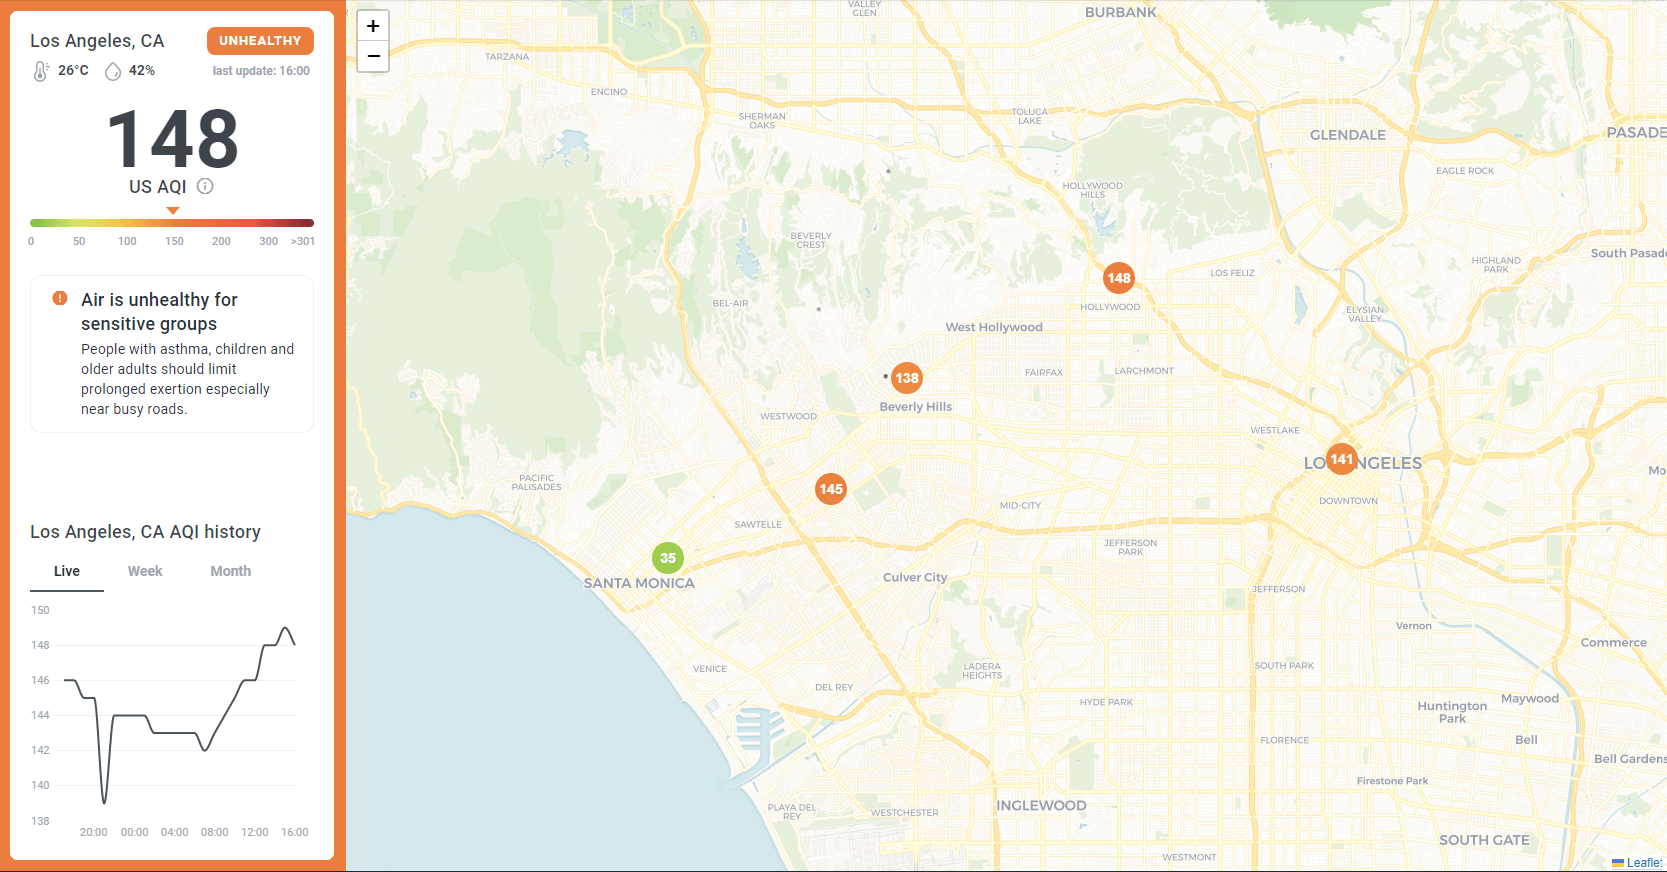 Los Angeles, CA
UNHEALTHY
26°C
42%
last update: 16:00
148
US AQI
0 50 100 150 200 300 >301
Air is unhealthy for
sensitive groups
People with asthma, children and
older adults should limit
prolonged exertion especially
near busy roads.
Los Angeles, CA AQI history
Live Week Month
150
148
146
144
142
140
138
20:00 00:00 04:00 08:00 12:00 16:00
+
−
VALLEY
GLEN
BURBANK
TARZANA
ENCINO
SHERMAN
OAKS
TOLUCA
LAKE
GLENDALE
PASADE
EAGLE ROCK
HOLLYWOOD
HILLS
BEVERLY
CREST
South Pasade
HIGHLAND
PARK
LOS FELIZ
148
HOLLYWOOD
BEL-AIR
ELYSIAN
VALLEY
West Hollywood
138
FAIRFAX
LARCHMONT
Beverly Hills
WESTWOOD
WESTLAKE
141
LO NGELES
Mo
PACIFIC
PALISADES
145
DOWNTOWN
MID-CITY
SAWTELLE
JEFFERSON
PARK
35
SANTA MONICA
Culver City
JEFFERSON
Vernon
Commerce
VENICE
LADERA
HEIGHTS
SOUTH PARK
DEL REY
HYDE PARK
Maywood
Huntington
Park
FLORENCE
Bell
Bell Gardens
Firestone Park
PLAYA DEL
REY
WESTCHESTER
INGLEWOOD
SOUTH GATE
WESTMONT
Leaflet